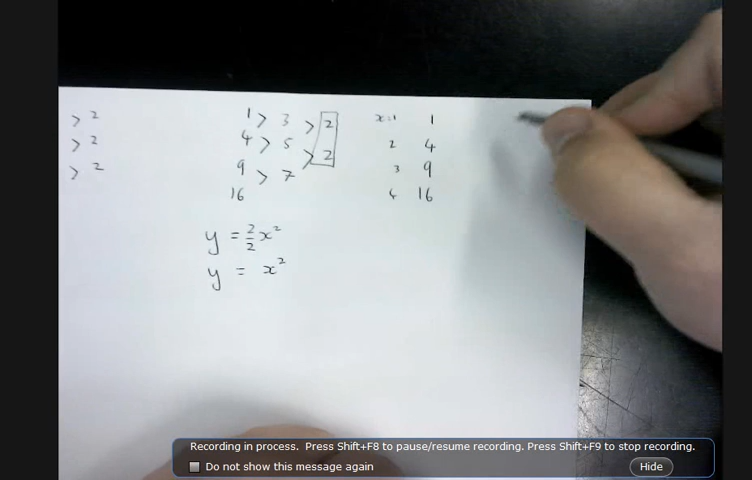 > 2
> 2
> 2
1 > 3 > 2
4 > 5 > 2
9 > 7
16
x=1 1
2 4
3 9
4 16
y = 2/2 x²
y = x²
Recording in process. Press Shift+F8 to pause/resume recording. Press Shift+F9 to stop recording.
Do not show this message again
Hide